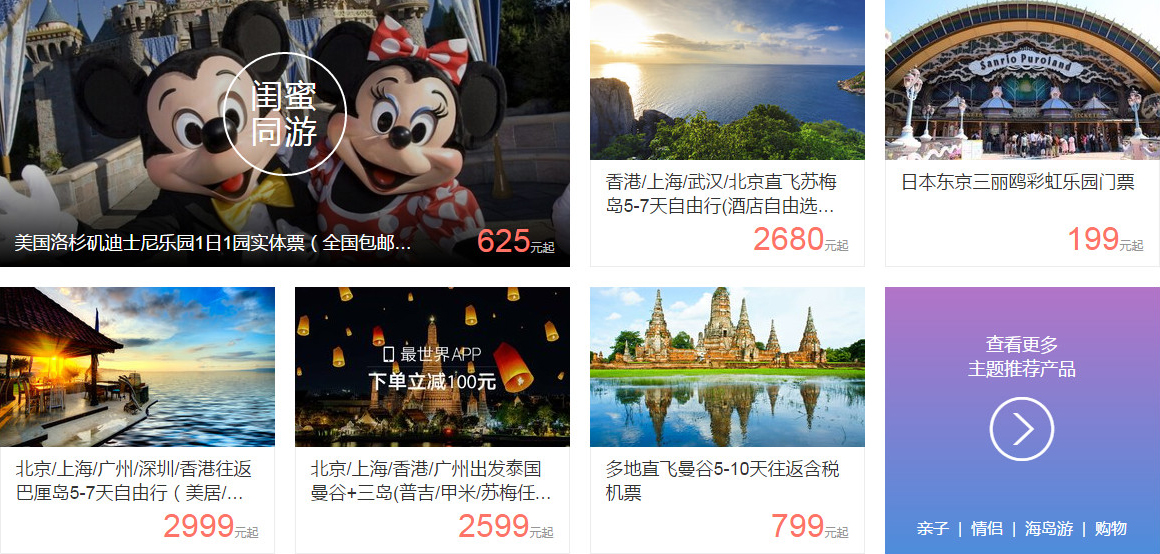 闺蜜
同游
美国洛杉矶迪士尼乐园1日1园实体票（全国包邮...
625元起
香港/上海/武汉/北京直飞苏梅
岛5-7天自由行(酒店自由选...
2680元起
Sanrio Puroland
日本东京三丽鸥彩虹乐园门票
199元起
北京/上海/广州/深圳/香港往返
巴厘岛5-7天自由行（美居/...
2999元起
最世界APP
下单立减100元
北京/上海/香港/广州出发泰国
曼谷+三岛(普吉/甲米/苏梅任...
2599元起
多地直飞曼谷5-10天往返含税
机票
799元起
查看更多
主题推荐产品
亲子 | 情侣 | 海岛游 | 购物